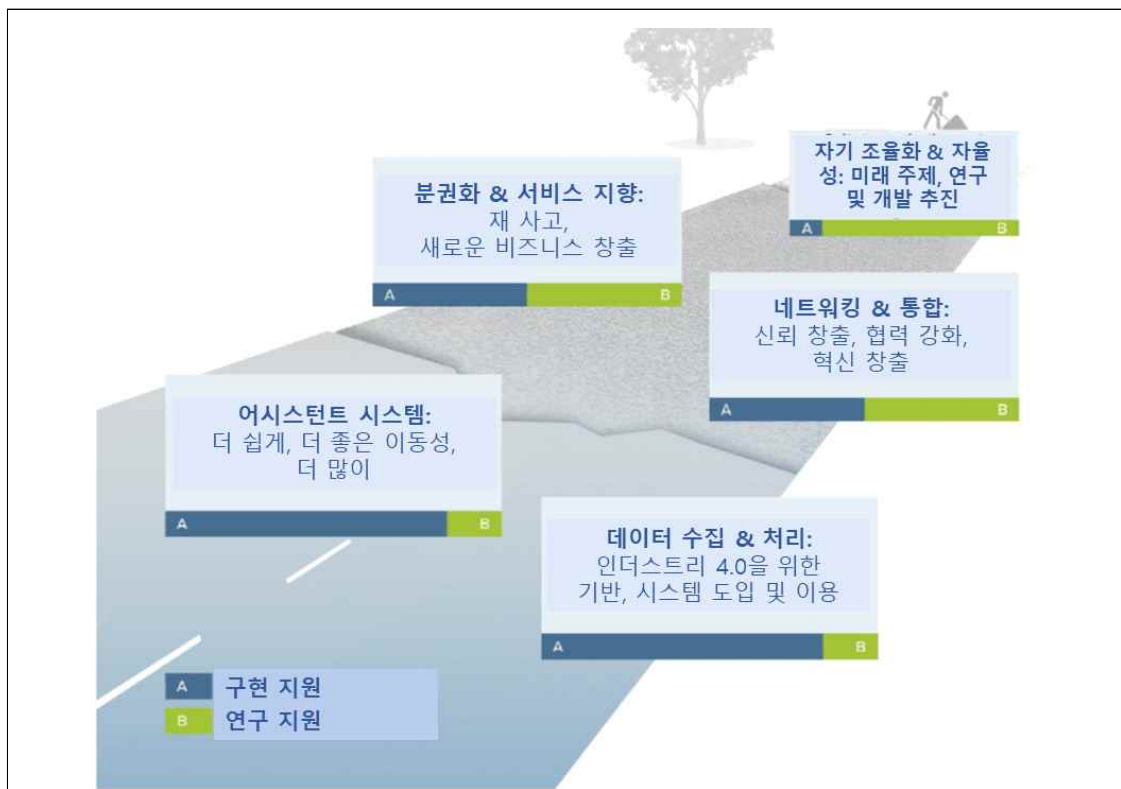 자기 조율화 & 자율
성: 미래 주제, 연구
및 개발 추진
A B
분권화 & 서비스 지향:
재 사고,
새로운 비즈니스 창출
A B
네트워킹 & 통합:
신뢰 창출, 협력 강화,
혁신 창출
A B
어시스턴트 시스템:
더 쉽게, 더 좋은 이동성,
더 많이
A B
데이터 수집 & 처리:
인더스트리 4.0을 위한
기반, 시스템 도입 및 이용
A B
A 구현 지원
B 연구 지원